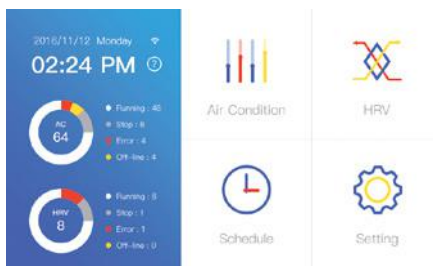 2016/11/12 Monday
02:24 PM ?
AC
64
Running : 48
Stop : 8
Error : 4
Off-line : 4
HRV
8
Running : 8
Stop : 1
Error : 1
Off-line : 0
Air Condition
HRV
Schedule
Setting